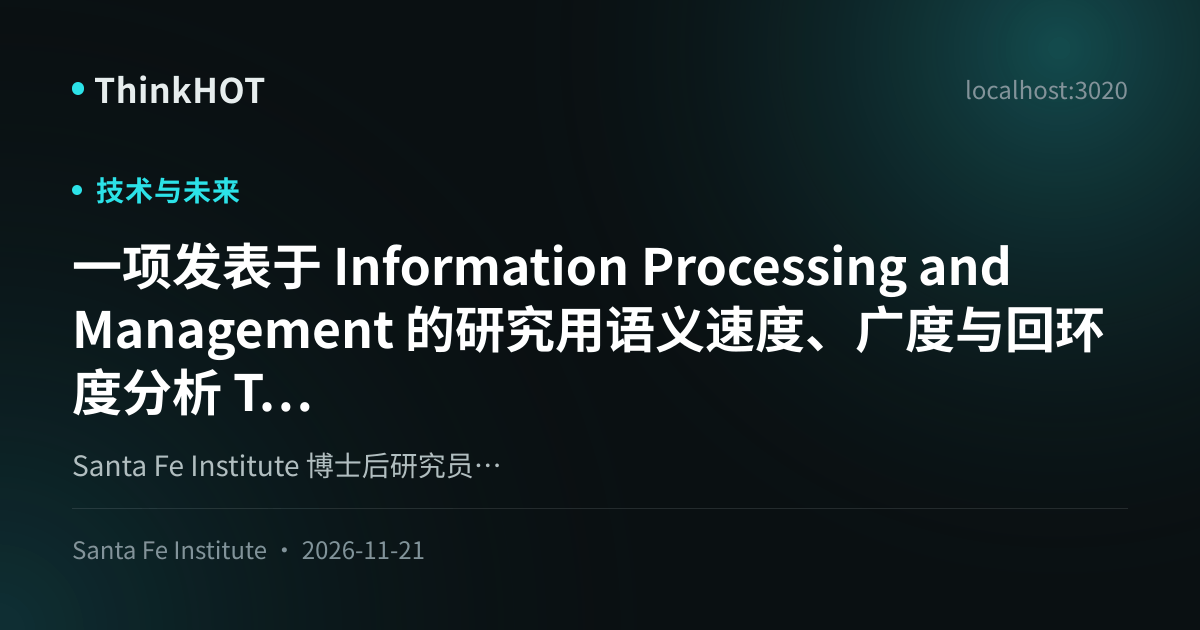 ThinkHOT
localhost:3020
技术与未来
一项发表于 Information Processing and
Management 的研究用语义速度、广度与回环
度分析 T…
Santa Fe Institute 博士后研究员…
Santa Fe Institute · 2026-11-21